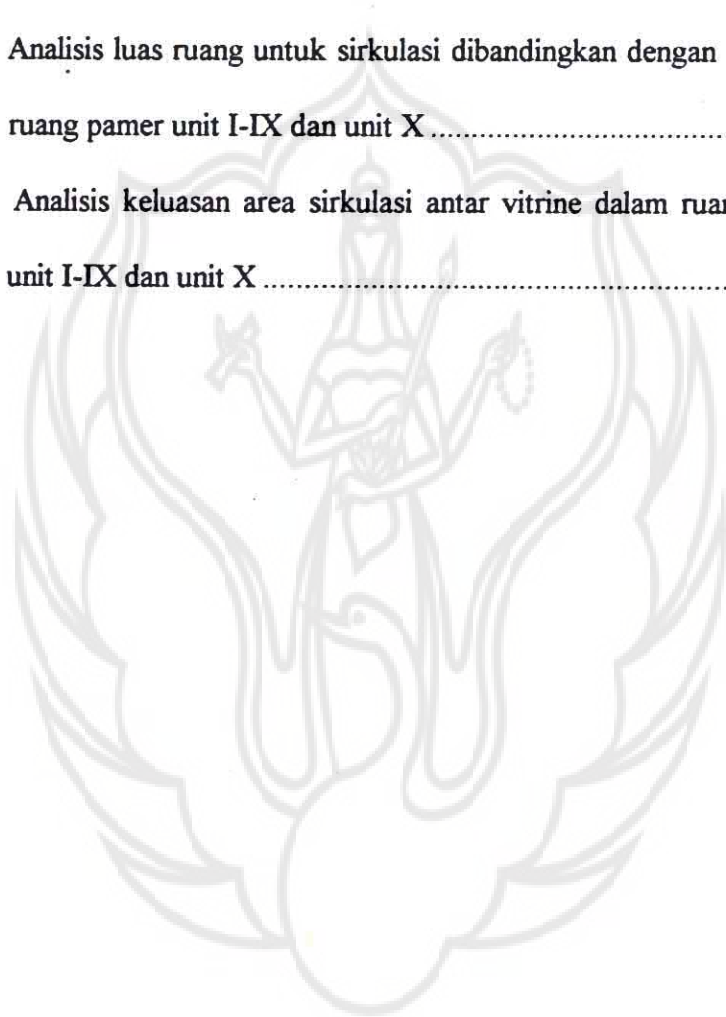 Analisis luas ruang untuk sirkulasi dibandingkan dengan
ruang pamer unit I-IX dan unit X ....................................
Analisis keluasan area sirkulasi antar vitrine dalam
unit I-IX dan unit X ..........................................................